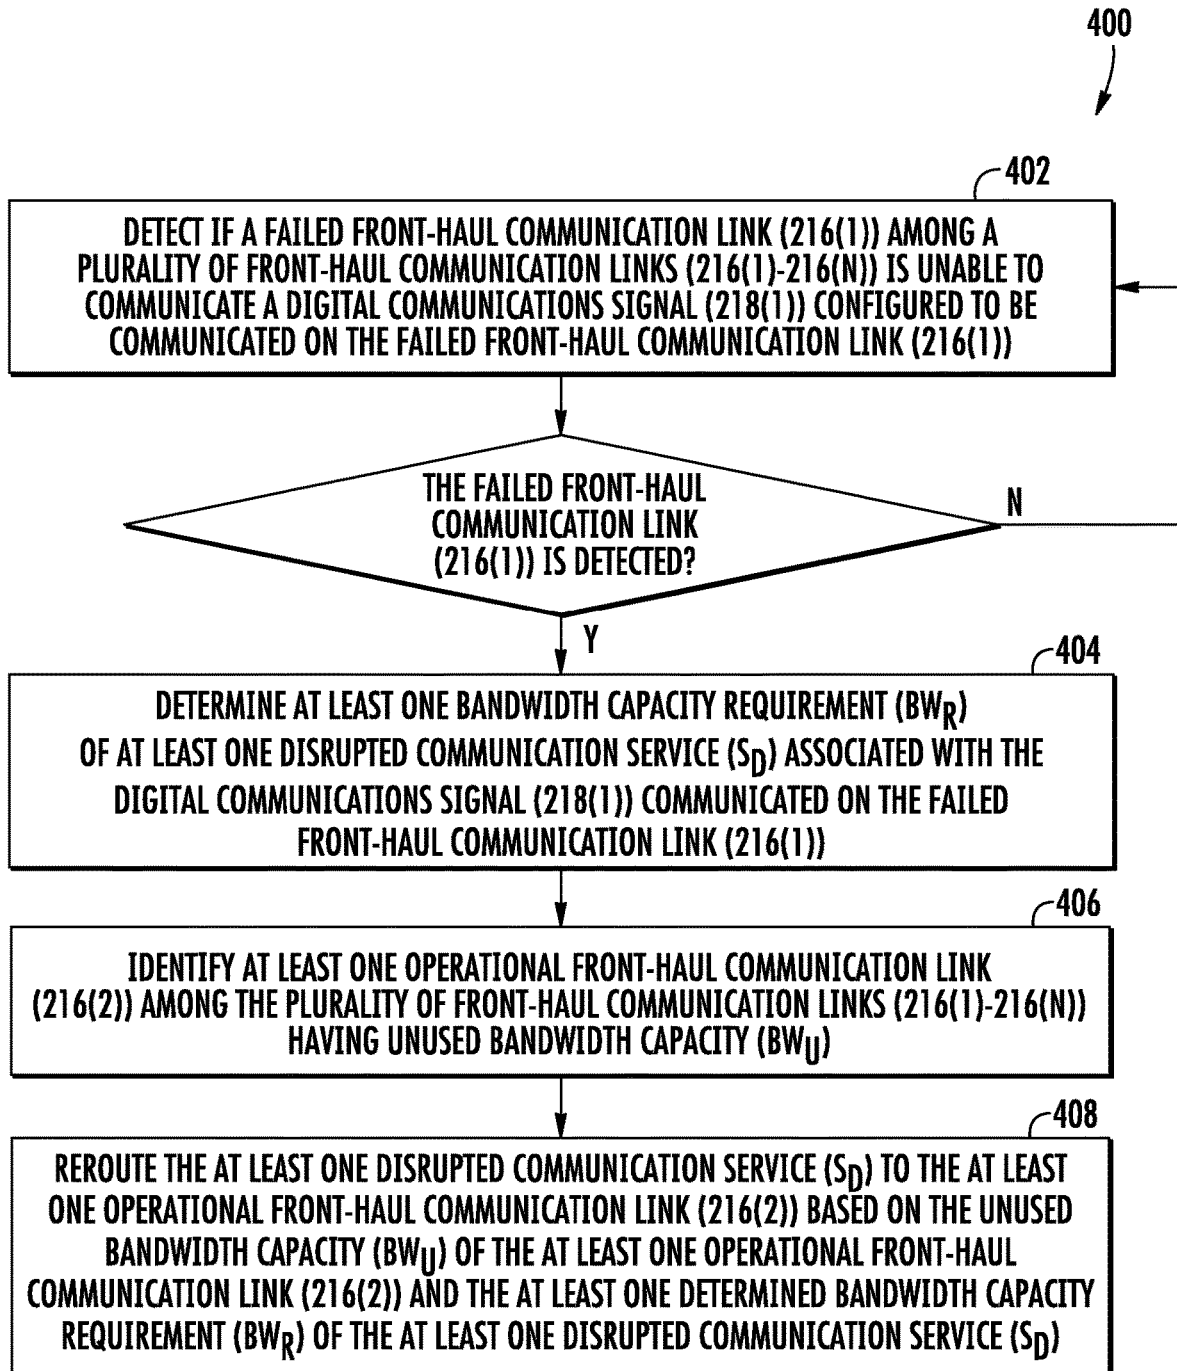 400
402
DETECT IF A FAILED FRONT-HAUL COMMUNICATION LINK (216(1)) AMONG A
PLURALITY OF FRONT-HAUL COMMUNICATION LINKS (216(1)-216(N)) IS UNABLE TO
COMMUNICATE A DIGITAL COMMUNICATIONS SIGNAL (218(1)) CONFIGURED TO BE
COMMUNICATED ON THE FAILED FRONT-HAUL COMMUNICATION LINK (216(1))
THE FAILED FRONT-HAUL
COMMUNICATION LINK
(216(1)) IS DETECTED?
N
Y
404
DETERMINE AT LEAST ONE BANDWIDTH CAPACITY REQUIREMENT (BWR)
OF AT LEAST ONE DISRUPTED COMMUNICATION SERVICE (SD) ASSOCIATED WITH THE
DIGITAL COMMUNICATIONS SIGNAL (218(1)) COMMUNICATED ON THE FAILED
FRONT-HAUL COMMUNICATION LINK (216(1))
406
IDENTIFY AT LEAST ONE OPERATIONAL FRONT-HAUL COMMUNICATION LINK
(216(2)) AMONG THE PLURALITY OF FRONT-HAUL COMMUNICATION LINKS (216(1)-216(N))
HAVING UNUSED BANDWIDTH CAPACITY (BWU)
408
REROUTE THE AT LEAST ONE DISRUPTED COMMUNICATION SERVICE (SD) TO THE AT LEAST
ONE OPERATIONAL FRONT-HAUL COMMUNICATION LINK (216(2)) BASED ON THE UNUSED
BANDWIDTH CAPACITY (BWU) OF THE AT LEAST ONE OPERATIONAL FRONT-HAUL
COMMUNICATION LINK (216(2)) AND THE AT LEAST ONE DETERMINED BANDWIDTH CAPACITY
REQUIREMENT (BWR) OF THE AT LEAST ONE DISRUPTED COMMUNICATION SERVICE (SD)